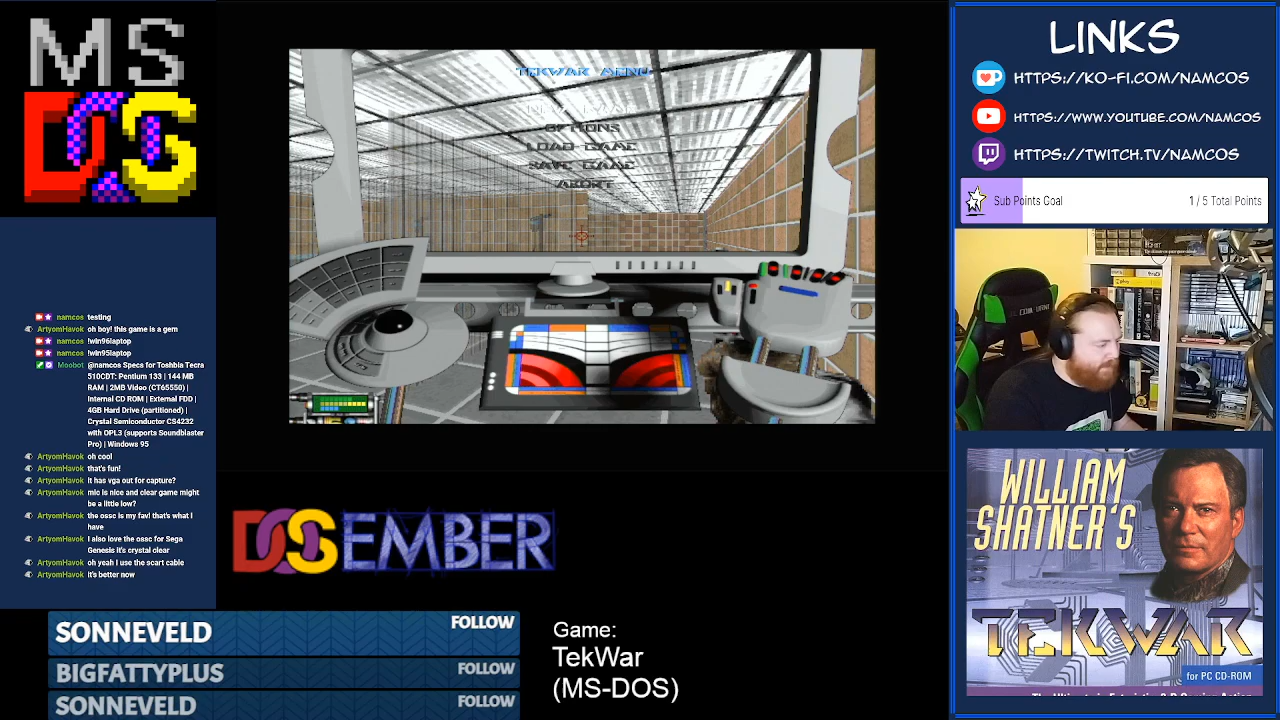 MS
DOS
namcos testing
ArtyomHavok oh boy! this game is a gem
namcos !win96laptop
namcos !win95laptop
Moobot @namcos Specs for Toshbia Tecra
510CDT: Pentium 133 | 144 MB
RAM | 2MB Video (CT65550) |
Internal CD ROM | External FDD |
4GB Hard Drive (partitioned) |
Crystal Semiconductor CS4232
with OPL3 (supports Soundblaster
Pro) | Windows 95
ArtyomHavok oh cool
ArtyomHavok that's fun!
ArtyomHavok it has vga out for capture?
ArtyomHavok mic is nice and clear game might
be a little low?
ArtyomHavok the ossc is my fav! that's what i
have
ArtyomHavok I also love the ossc for Sega
Genesis it's crystal clear
ArtyomHavok oh yeah I use the scart cable
ArtyomHavok it's better now
TEKWAR MENU
OPTIONS
LOAD GAME
SAVE GAME
ABORT
DOSEMBER
SONNEVELD FOLLOW
BIGFATTYPLUS FOLLOW
SONNEVELD FOLLOW
Game:
TekWar
(MS-DOS)
LINKS
HTTPS://KO-FI.COM/NAMCOS
HTTPS://WWW.YOUTUBE.COM/NAMCOS
HTTPS://TWITCH.TV/NAMCOS
Sub Points Goal 1 / 5 Total Points
WILLIAM
SHATNER'S
TEKWAR
for PC CD-ROM